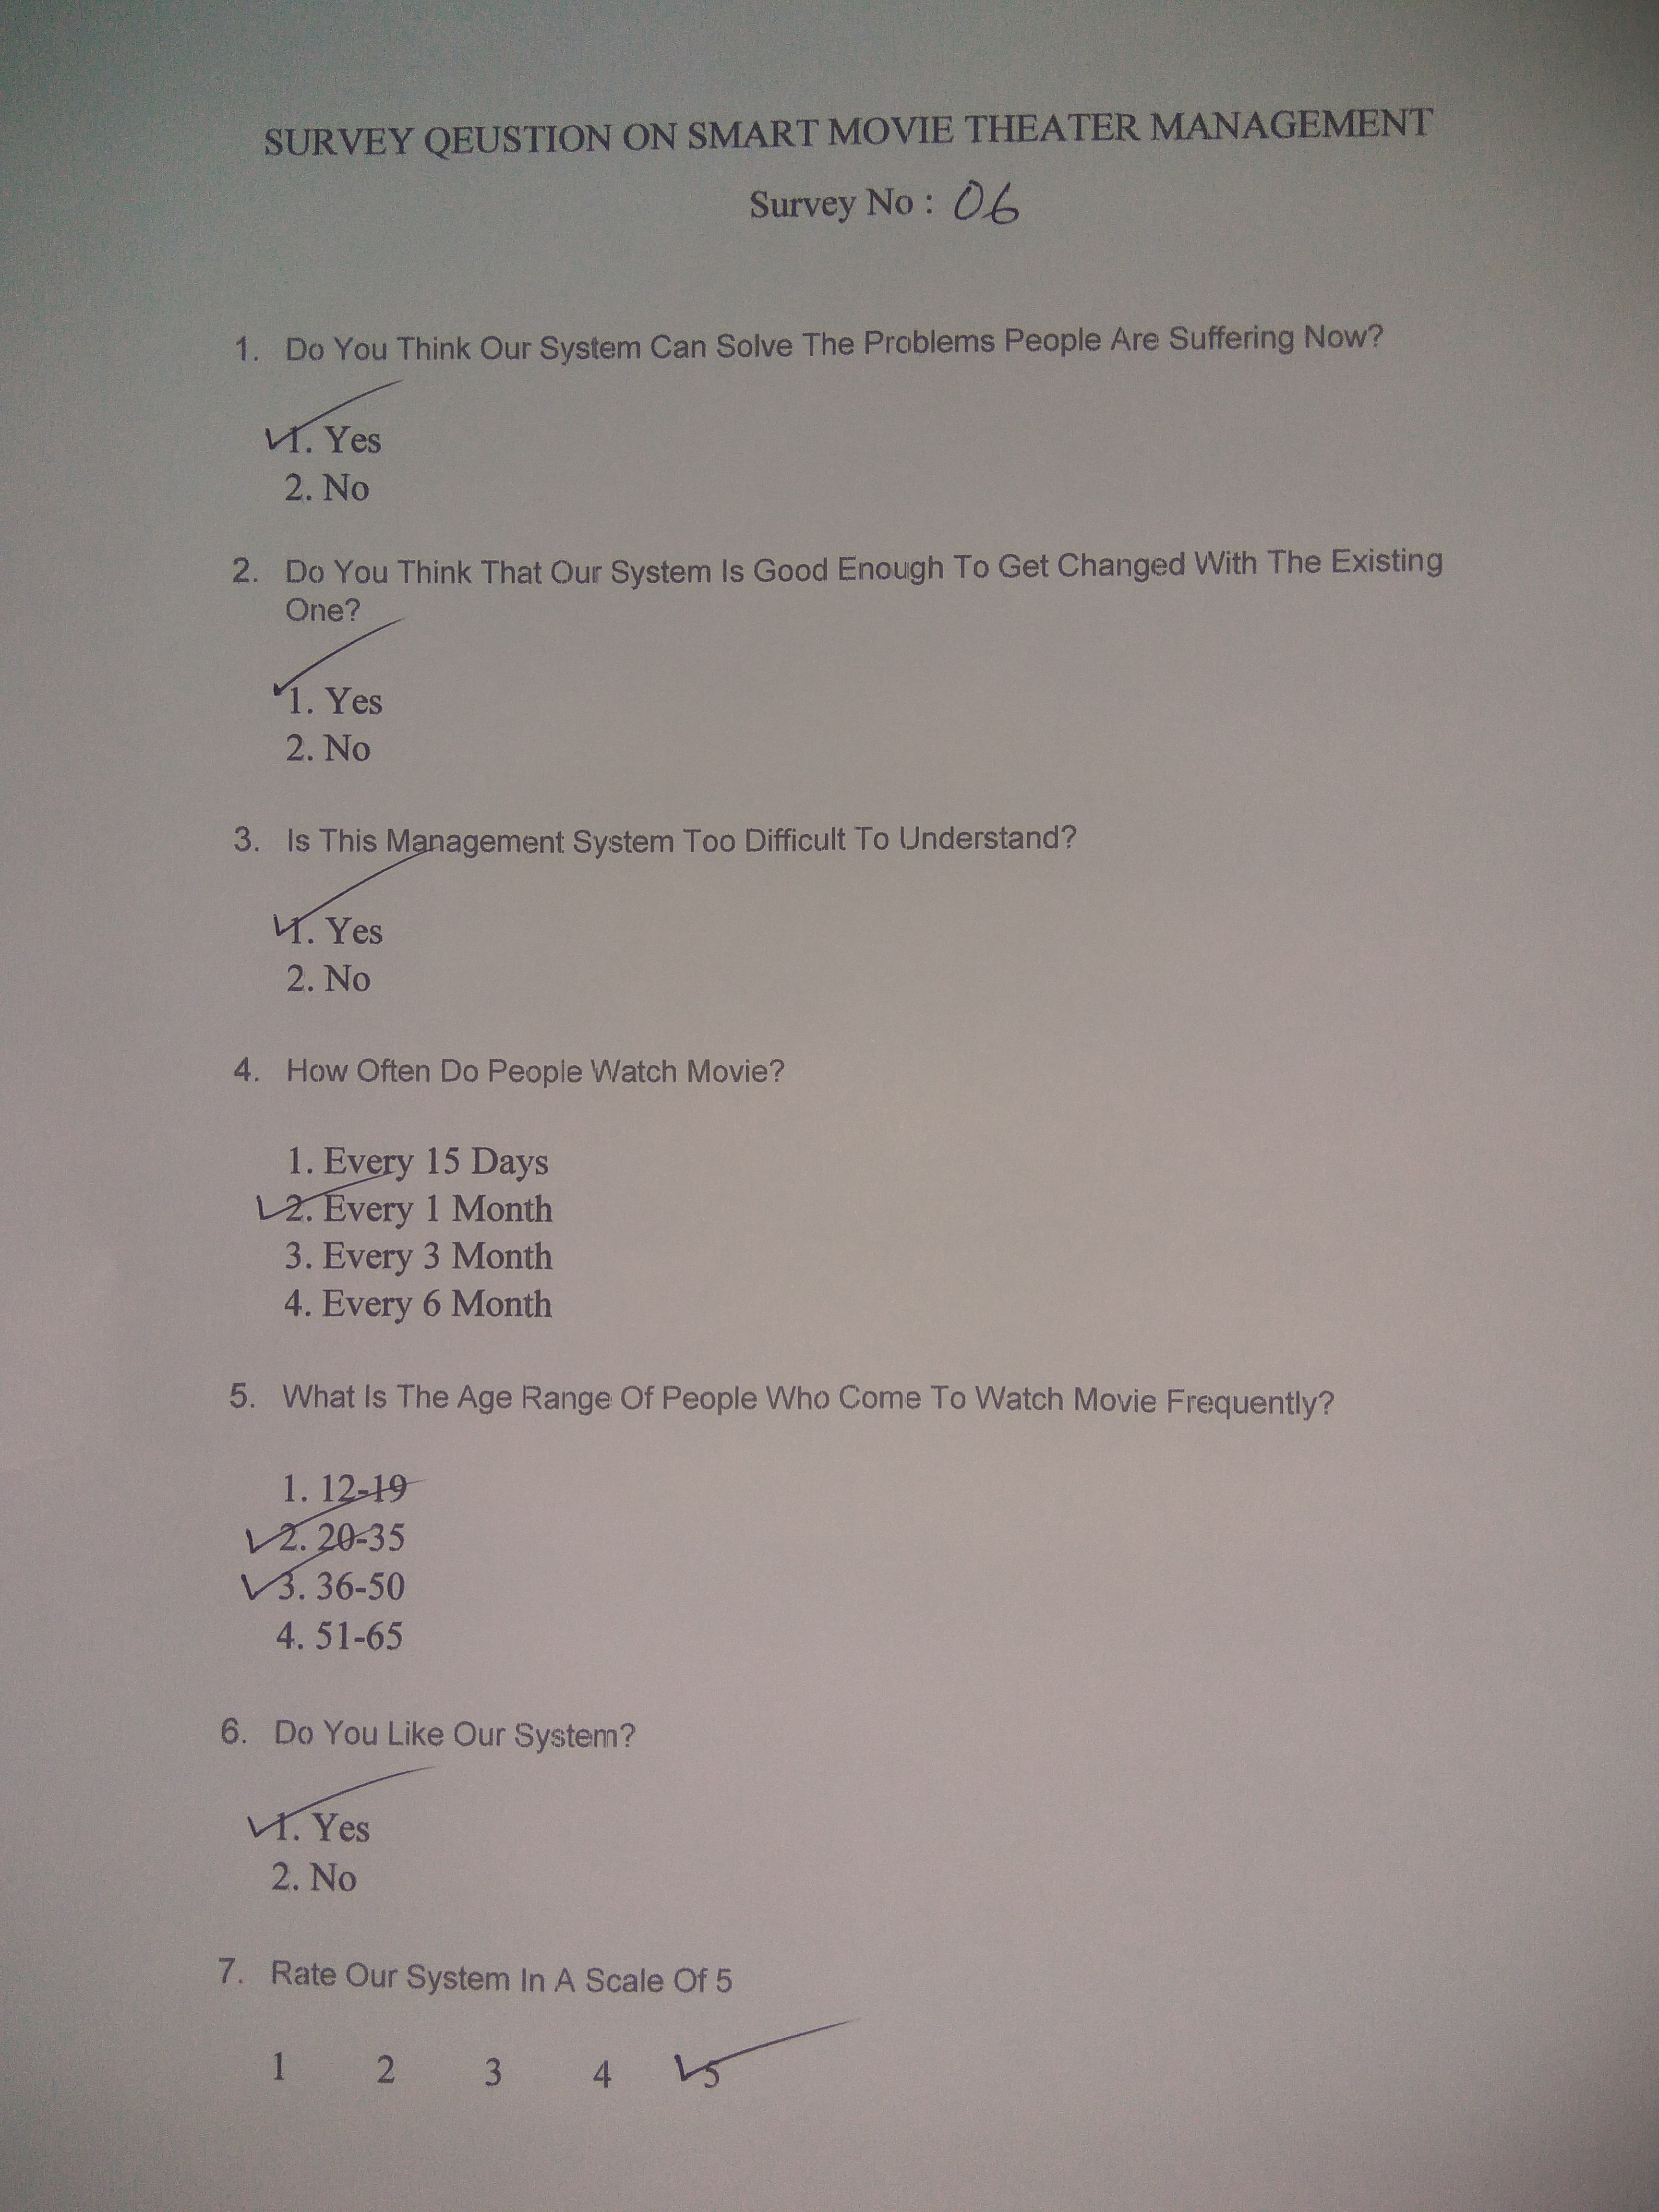 SURVEY QEUSTION ON SMART MOVIE THEATER MANAGEMENT
Survey No : 06
1. Do You Think Our System Can Solve The Problems People Are Suffering Now?
1. Yes
2. No
2. Do You Think That Our System Is Good Enough To Get Changed With The Existing
One?
1. Yes
2. No
3. Is This Management System Too Difficult To Understand?
1. Yes
2. No
4. How Often Do People Watch Movie?
1. Every 15 Days
2. Every 1 Month
3. Every 3 Month
4. Every 6 Month
5. What Is The Age Range Of People Who Come To Watch Movie Frequently?
1. 12-19
2. 20-35
3. 36-50
4. 51-65
6. Do You Like Our System?
1. Yes
2. No
7. Rate Our System In A Scale Of 5
1 2 3 4 5